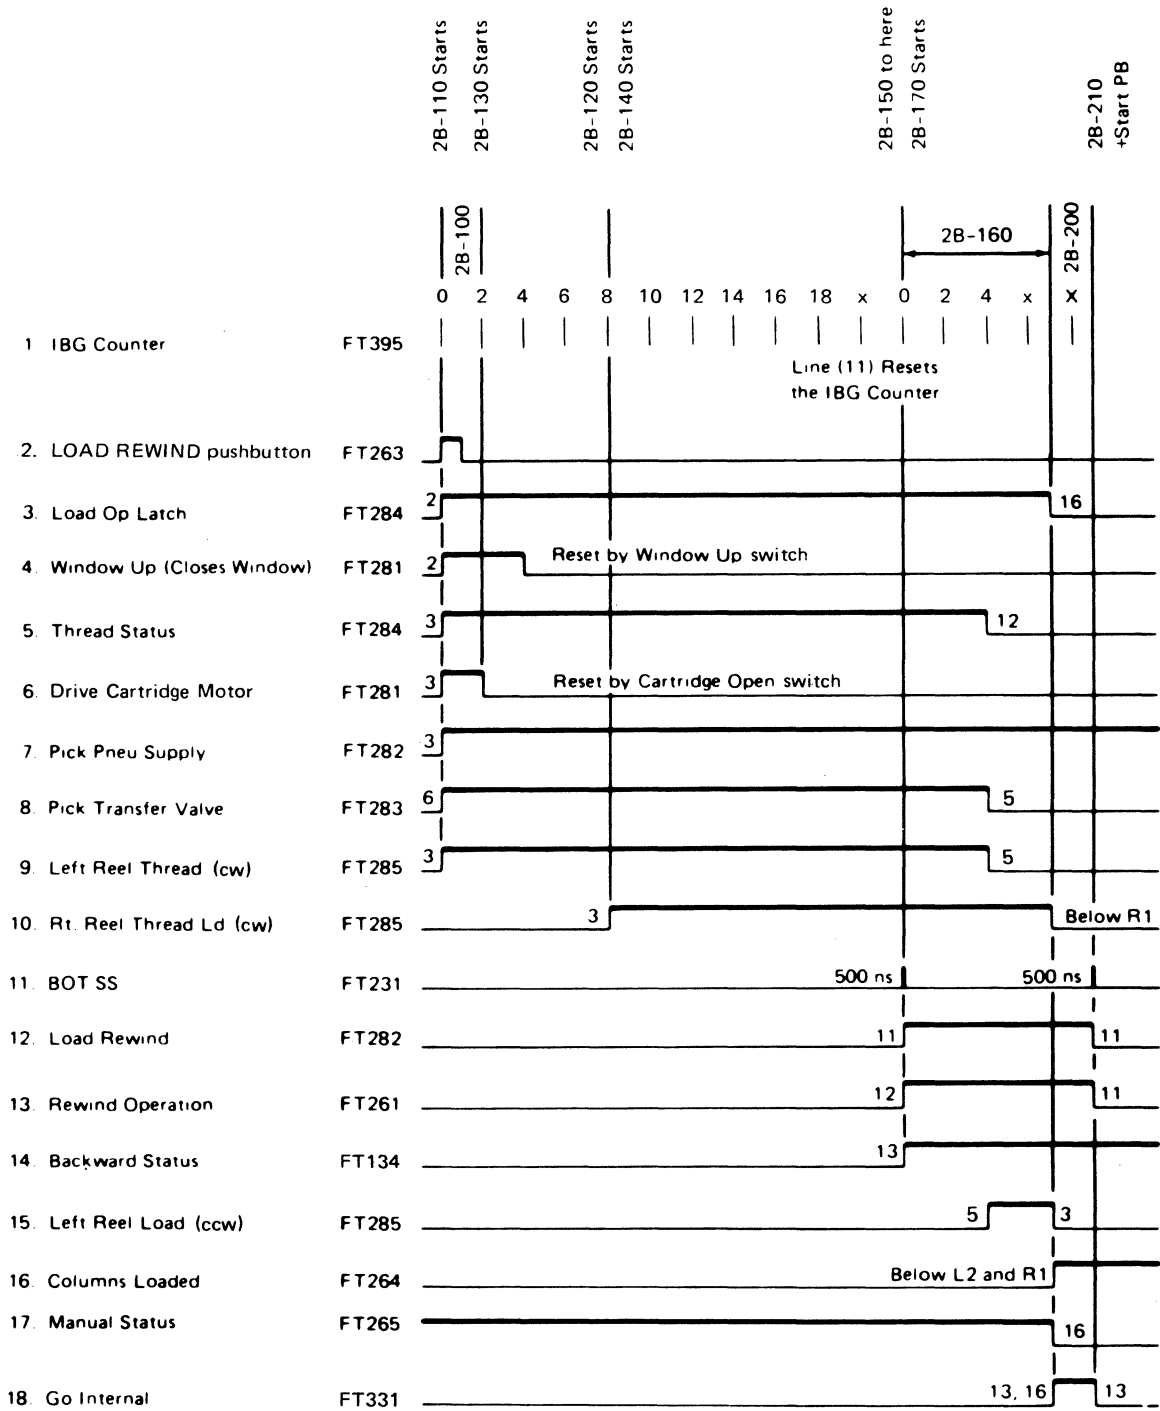 2B-110 Starts
2B-130 Starts
2B-120 Starts
2B-140 Starts
2B-150 to here
2B-170 Starts
2B-210
+Start PB
2B-100
2B-160
2B-200
0 2 4 6 8 10 12 14 16 18 x 0 2 4 x x
1 IBG Counter FT395
Line (11) Resets
the IBG Counter
2. LOAD REWIND pushbutton FT263
3. Load Op Latch FT284 2 16
4. Window Up (Closes Window) FT281 2 Reset by Window Up switch
5. Thread Status FT284 3 12
6. Drive Cartridge Motor FT281 3 Reset by Cartridge Open switch
7. Pick Pneu Supply FT282 3
8. Pick Transfer Valve FT283 6 5
9. Left Reel Thread (cw) FT285 3 5
10. Rt. Reel Thread Ld (cw) FT285 3 Below R1
11. BOT SS FT231 500 ns 500 ns
12. Load Rewind FT282 11 11
13. Rewind Operation FT261 12 11
14. Backward Status FT134 13
15. Left Reel Load (ccw) FT285 5 3
16. Columns Loaded FT264 Below L2 and R1
17. Manual Status FT265 16
18. Go Internal FT331 13, 16 13